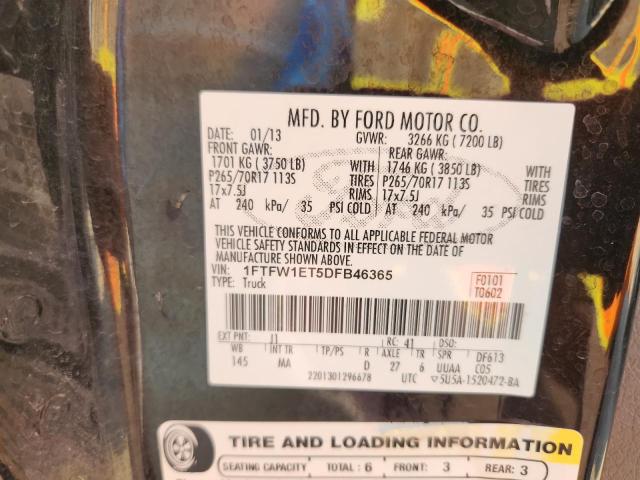 MFD. BY FORD MOTOR CO.
DATE: 01/13 GVWR: 3266 KG ( 7200 LB)
FRONT GAWR: REAR GAWR:
1701 KG ( 3750 LB) WITH 1746 KG ( 3850 LB) WITH
P265/70R17 113S TIRES P265/70R17 113S TIRES
17x7.5J RIMS 17x7.5J RIMS
AT 240 kPa/ 35 PSI COLD AT 240 kPa/ 35 PSI COLD
Ford
THIS VEHICLE CONFORMS TO ALL APPLICABLE FEDERAL MOTOR
VEHICLE SAFETY STANDARDS IN EFFECT ON THE DATE OF
MANUFACTURE SHOWN ABOVE.
VIN: 1FTFW1ET5DFB46365 F0101
TYPE: Truck T0602
EXT PNT: J1 RC: 41 DSO:
WB INT TR TP/PS R AXLE TR SPR DF613
145 MA D 27 6 UUAA C05
2201301296678 UTC 5U5A-1520472-BA
TIRE AND LOADING INFORMATION
SEATING CAPACITY TOTAL : 6 FRONT: 3 REAR: 3